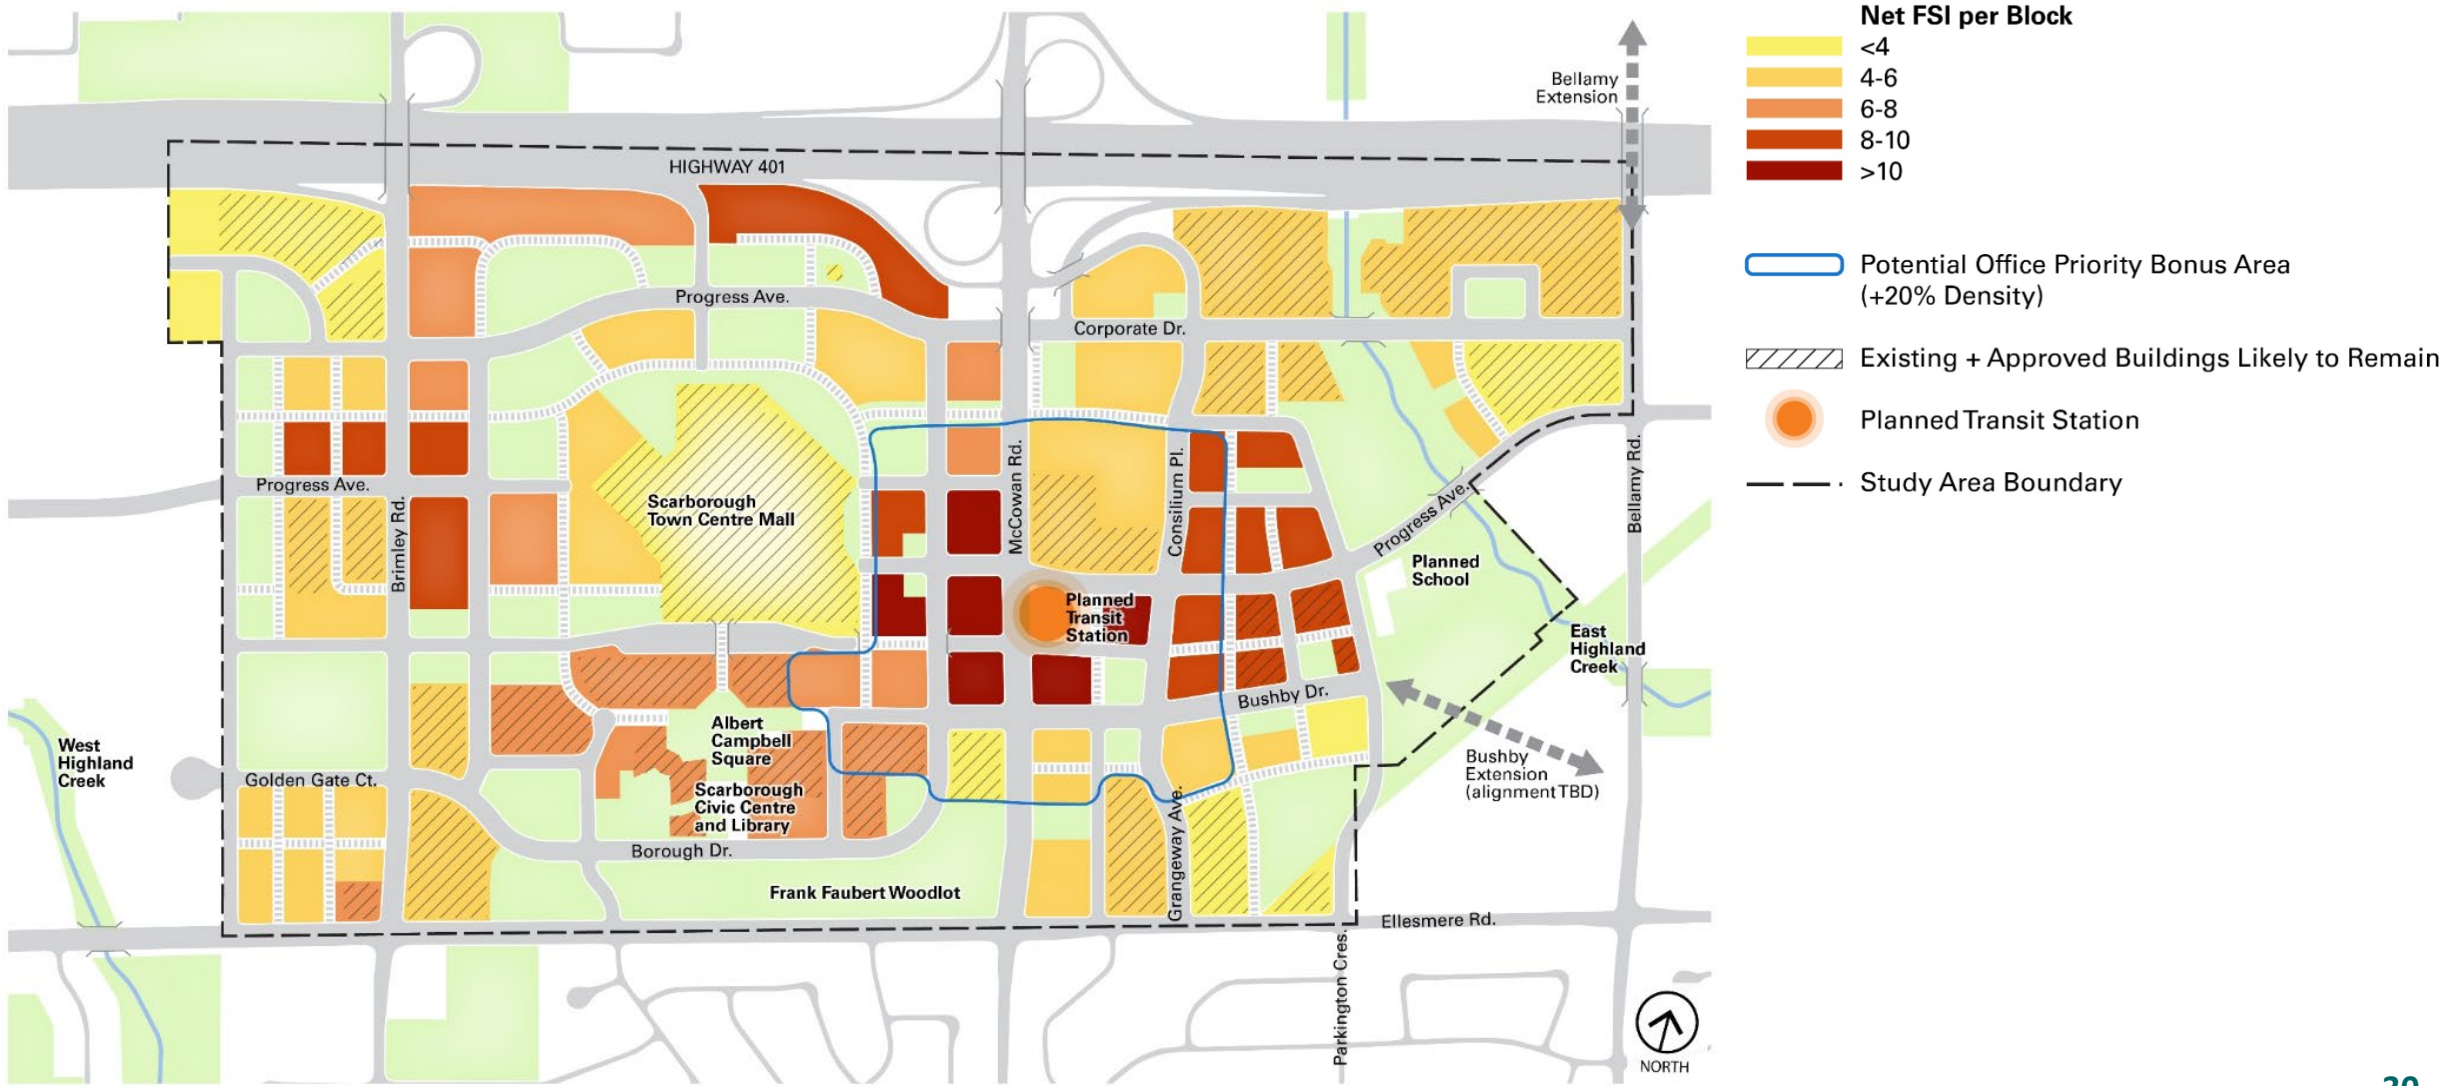 Net FSI per Block
<4
4-6
6-8
8-10
>10
Potential Office Priority Bonus Area
(+20% Density)
Existing + Approved Buildings Likely to Remain
Planned Transit Station
Study Area Boundary
Bellamy
Extension
HIGHWAY 401
Progress Ave.
Corporate Dr.
Progress Ave.
Brimley Rd.
Scarborough
Town Centre Mall
McCowan Rd.
Consilium Pl.
Progress Ave.
Bellamy Rd.
Planned
School
Planned
Transit
Station
East
Highland
Creek
Bushby Dr.
West
Highland
Creek
Golden Gate Ct.
Albert
Campbell
Square
Scarborough
Civic Centre
and Library
Bushby
Extension
(alignment TBD)
Borough Dr.
Grangeway Ave.
Frank Faubert Woodlot
Ellesmere Rd.
Parkington Cres.
NORTH